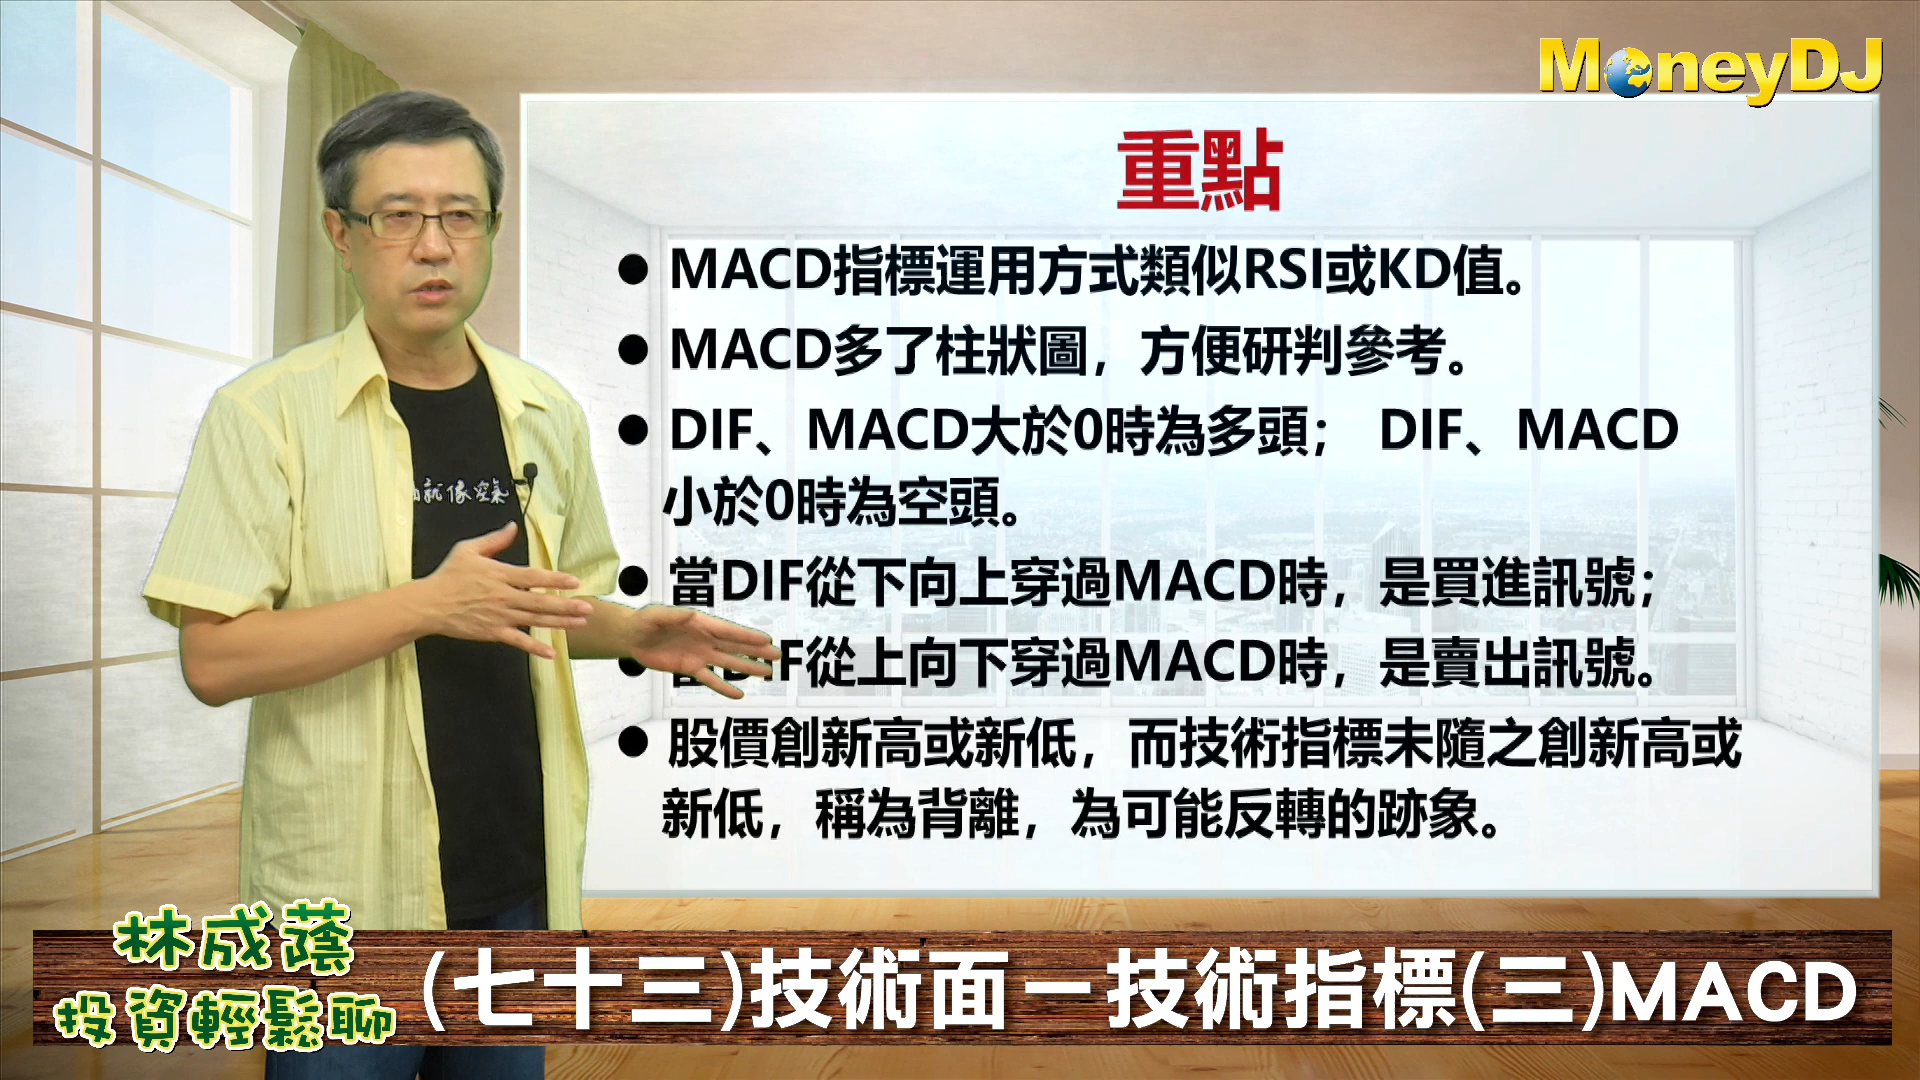 MoneyDJ
重點
● MACD指標運用方式類似RSI或KD值。
● MACD多了柱狀圖，方便研判參考。
● DIF、MACD大於0時為多頭； DIF、MACD
小於0時為空頭。
● 當DIF從下向上穿過MACD時，是買進訊號；
● 當DIF從上向下穿過MACD時，是賣出訊號。
● 股價創新高或新低，而技術指標未隨之創新高或
新低，稱為背離，為可能反轉的跡象。
就像空氣
林成蔭
投資輕鬆聊
(七十三)技術面－技術指標(三)MACD